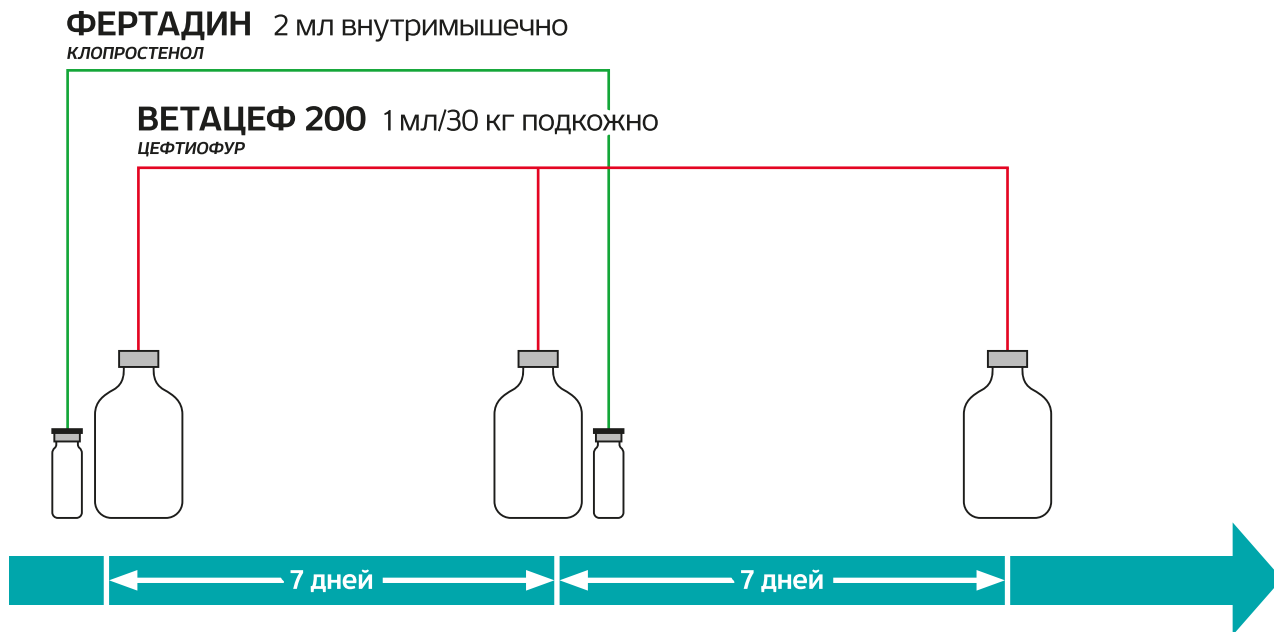 ФЕРТАДИН 2 мл внутримышечно
КЛОПРОСТЕНОЛ
ВЕТАЦЕФ 200 1 мл/30 кг подкожно
ЦЕФТИОФУР
7 дней 7 дней